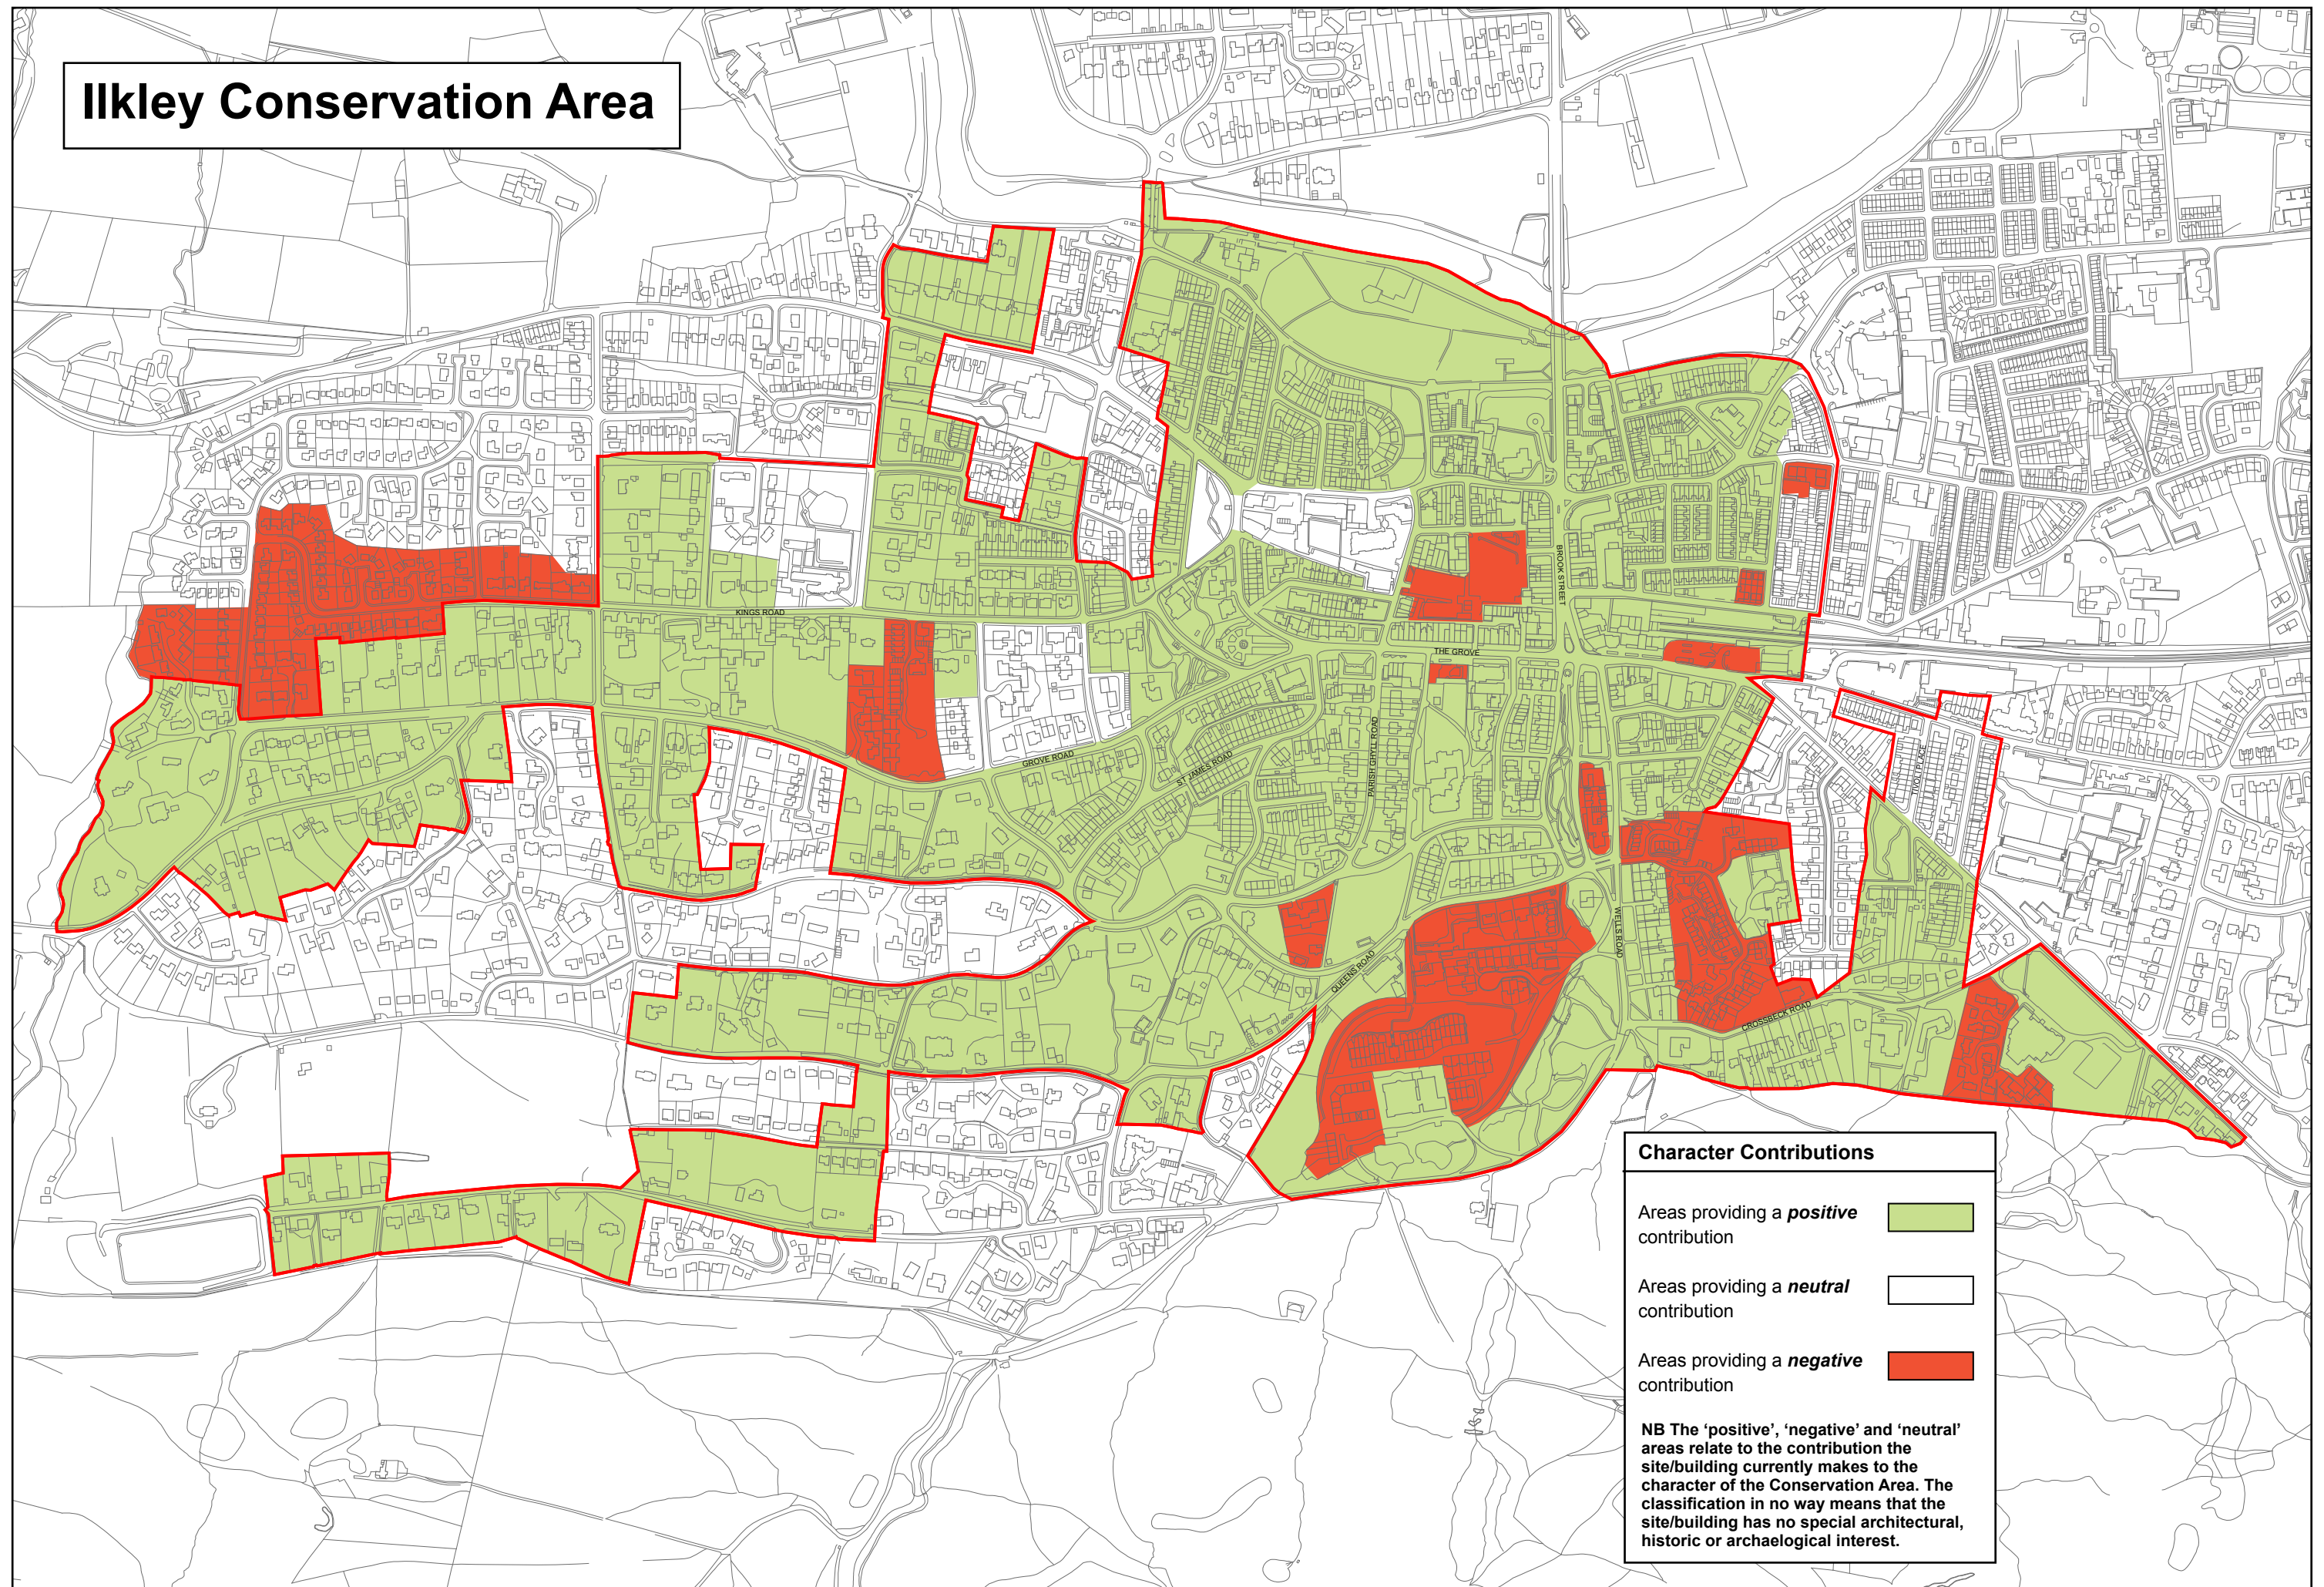 Ilkley Conservation Area
KINGS ROAD
BROOK STREET
THE GROVE
GROVE ROAD
ST JAMES ROAD
PARISH GHYLL ROAD
TIVOLI PLACE
WELLS ROAD
QUEENS ROAD
CROSSBECK ROAD
Character Contributions
Areas providing a positive
contribution
Areas providing a neutral
contribution
Areas providing a negative
contribution
NB The ‘positive’, ‘negative’ and ‘neutral’
areas relate to the contribution the
site/building currently makes to the
character of the Conservation Area. The
classification in no way means that the
site/building has no special architectural,
historic or archaelogical interest.